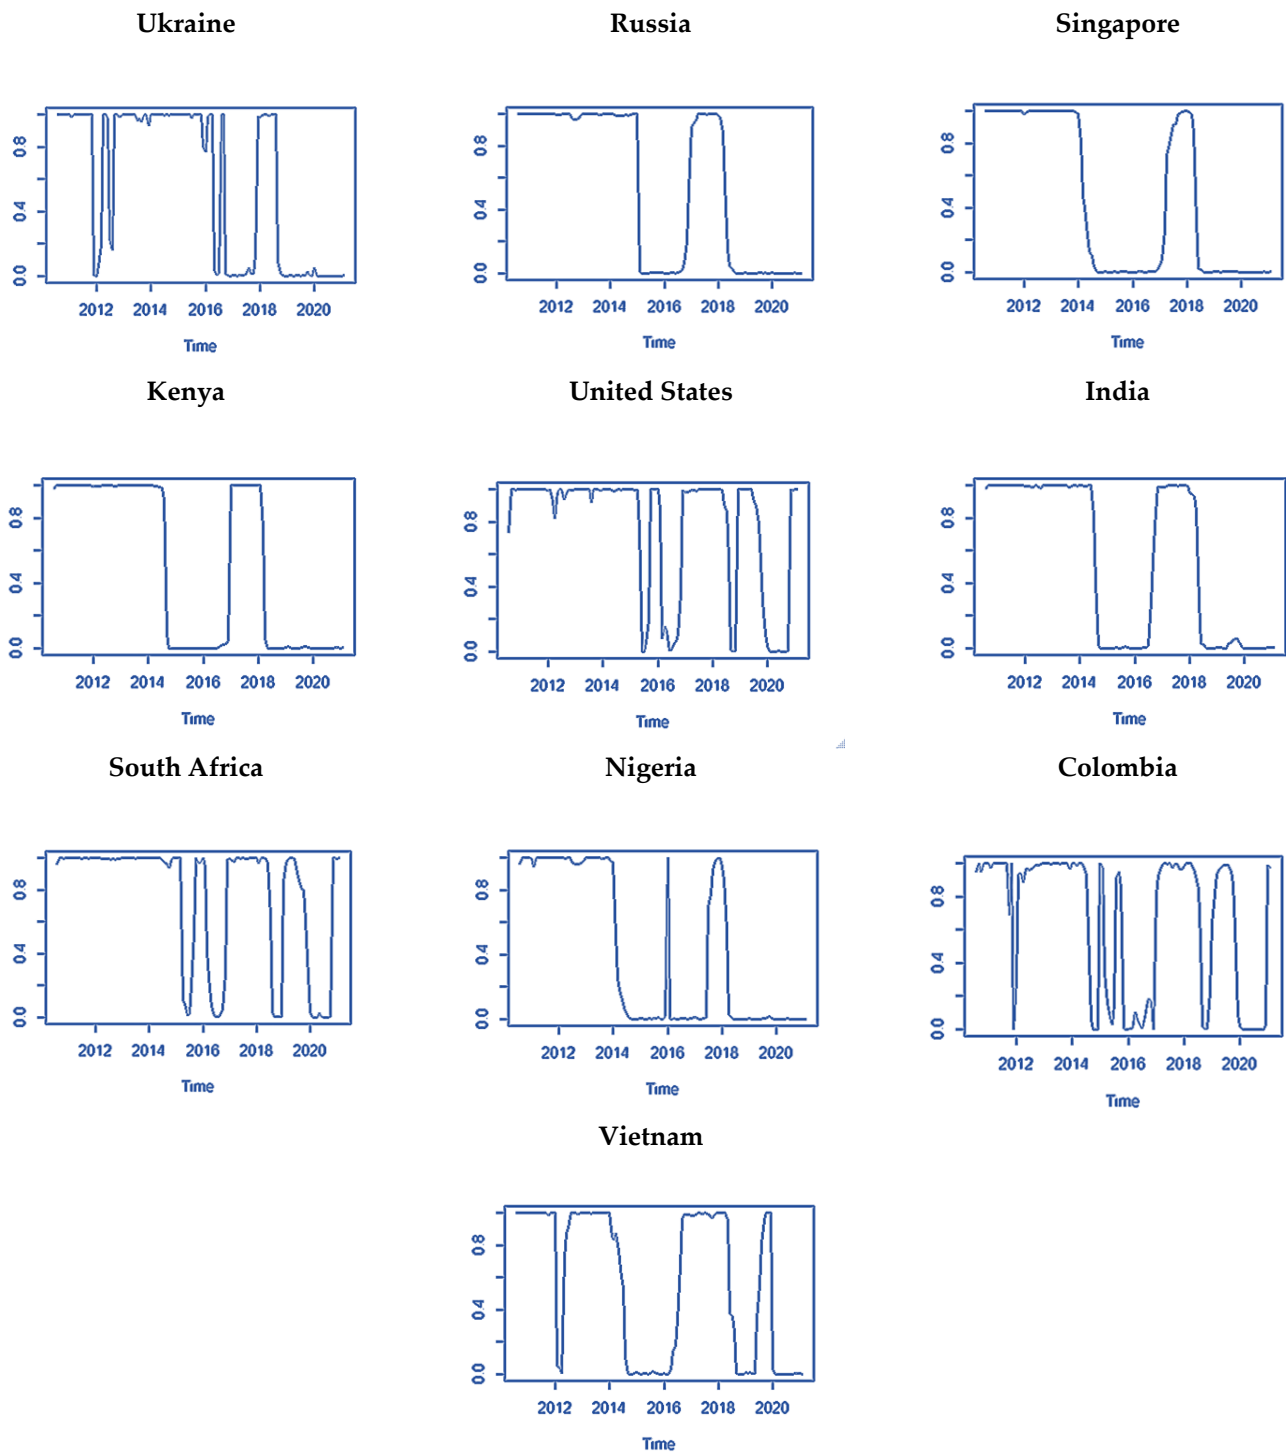 Ukraine Russia Singapore
0.0 0.4 0.8 0.0 0.4 0.8 0.0 0.4 0.8
2012 2014 2016 2018 2020 2012 2014 2016 2018 2020 2012 2014 2016 2018 2020
Time Time Time
Kenya United States India
0.0 0.4 0.8 0.0 0.4 0.8 0.0 0.4 0.8
2012 2014 2016 2018 2020 2012 2014 2016 2018 2020 2012 2014 2016 2018 2020
Time Time Time
South Africa Nigeria Colombia
0.0 0.4 0.8 0.0 0.4 0.8 0.0 0.4 0.8
2012 2014 2016 2018 2020 2012 2014 2016 2018 2020 2012 2014 2016 2018 2020
Time Time Time
Vietnam
0.0 0.4 0.8
2012 2014 2016 2018 2020
Time